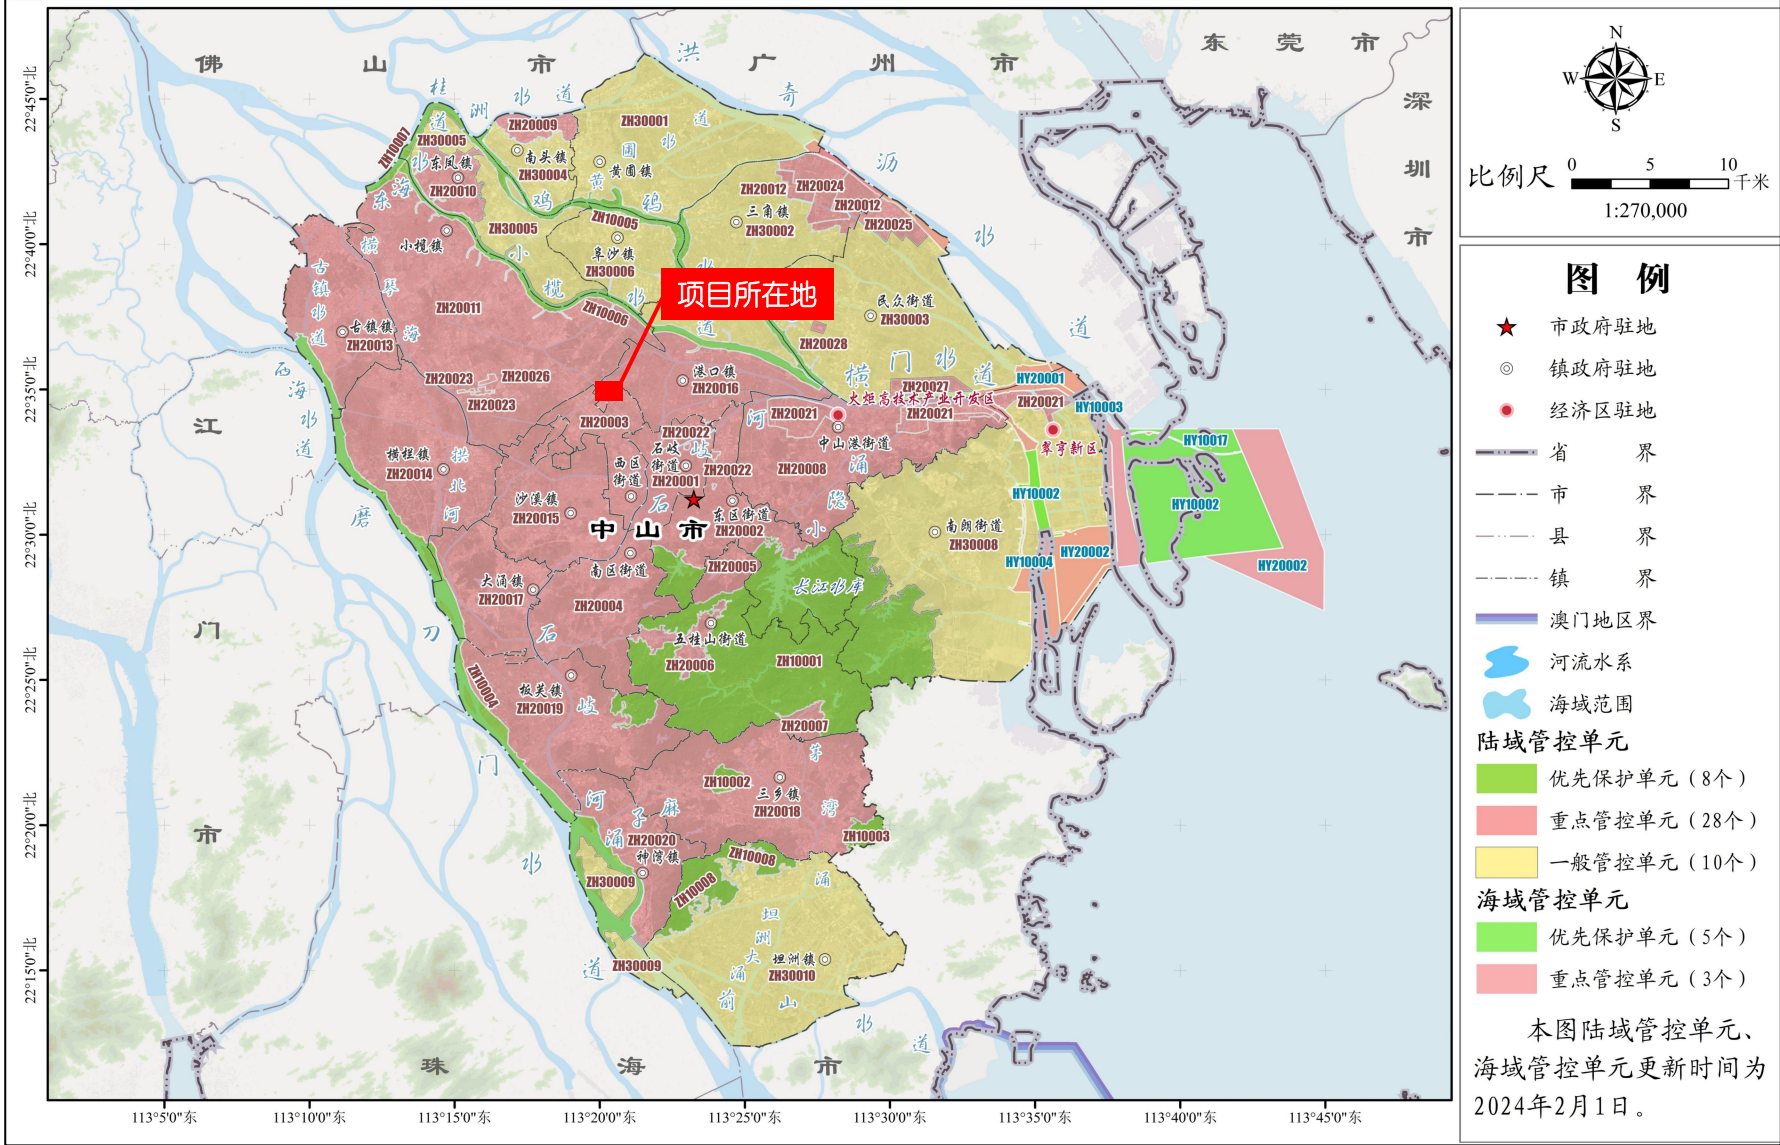 佛山市
广州市
东莞市
深圳市
江门市
珠海市
中山市
洪奇沥水道
桂洲水道
黄圃水道
鸡鸦水道
小榄水道
东海水道
横琴海
古镇水道
西海水道
拱北河
磨刀门水道
石岐河
横门水道
小隐涌
长江水库
茅湾涌
麻子涌
坦洲大涌
前山水道
ZH10007
ZH30005
东凤镇
ZH20010
ZH20009
南头镇
ZH30004
ZH30001
黄圃镇
ZH20012
ZH20024
ZH20012
ZH20025
三角镇
ZH30002
ZH10005
阜沙镇
ZH30006
ZH30005
小榄镇
ZH20011
ZH10006
项目所在地
民众街道
ZH30003
ZH20028
古镇镇
ZH20013
ZH20023
ZH20026
ZH20023
港口镇
ZH20016
ZH20003
ZH20027
火炬高技术产业开发区
ZH20021
ZH20021
中山港街道
HY20001
ZH20021
HY10003
翠亨新区
HY10017
HY10002
HY10002
HY20002
HY20002
HY10004
横栏镇
ZH20014
沙溪镇
ZH20015
西区街道
石岐街道
ZH20001
ZH20022
ZH20022
ZH20008
东区街道
ZH20002
南朗街道
ZH30008
南区街道
ZH20004
ZH20005
大涌镇
ZH20017
五桂山街道
ZH20006
ZH10001
ZH10004
板芙镇
ZH20019
ZH20007
ZH10002
三乡镇
ZH20018
ZH10003
ZH20020
神湾镇
ZH10008
ZH10008
ZH30009
ZH30009
坦洲镇
ZH30010
22°45'0"北
22°40'0"北
22°35'0"北
22°30'0"北
22°25'0"北
22°20'0"北
22°15'0"北
113°5'0"东
113°10'0"东
113°15'0"东
113°20'0"东
113°25'0"东
113°30'0"东
113°35'0"东
113°40'0"东
113°45'0"东
N
W
E
S
比例尺
0 5 10
千米
1:270,000
图 例
市政府驻地
镇政府驻地
经济区驻地
省 界
市 界
县 界
镇 界
澳门地区界
河流水系
海域范围
陆域管控单元
优先保护单元（8个）
重点管控单元（28个）
一般管控单元（10个）
海域管控单元
优先保护单元（5个）
重点管控单元（3个）
本图陆域管控单元、
海域管控单元更新时间为
2024年2月1日。